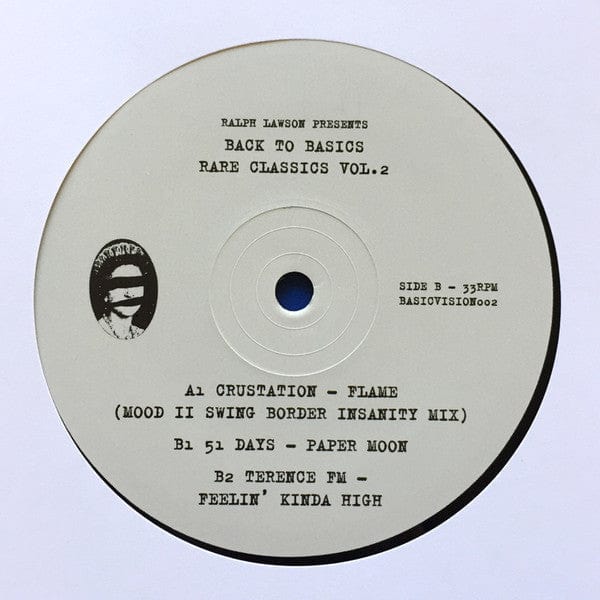 RALPH LAWSON PRESENTS
BACK TO BASICS
RARE CLASSICS VOL.2
SIDE B - 33RPM
BASICVISION002
A1 CRUSTATION - FLAME
(MOOD II SWING BORDER INSANITY MIX)
B1 51 DAYS - PAPER MOON
B2 TERENCE FM -
FEELIN' KINDA HIGH